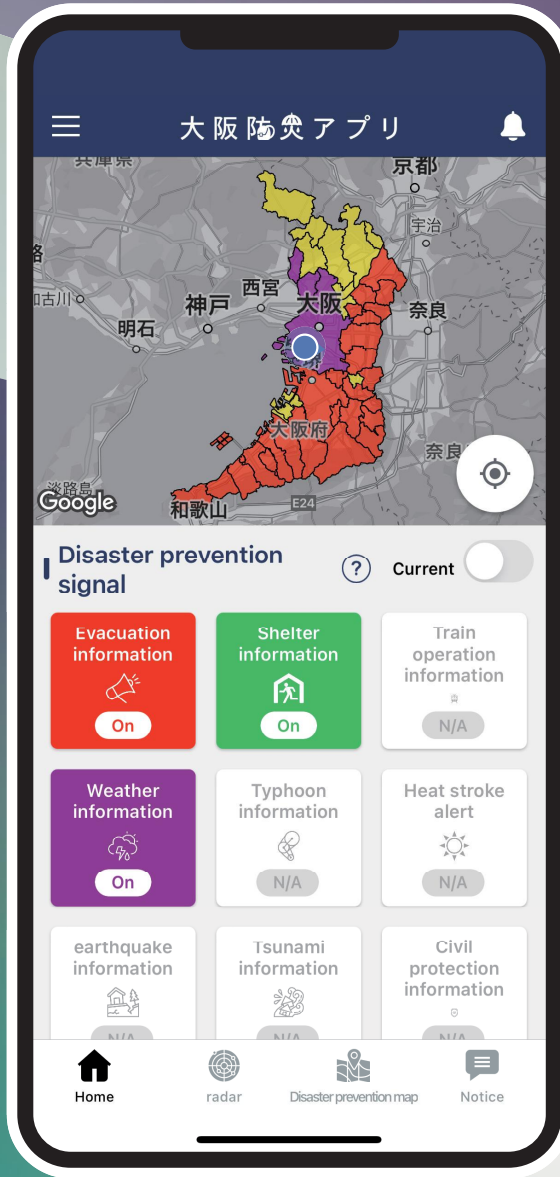 大阪防災アプリ
兵庫県
京都
宇治
路
加古川
西宮
大阪
神戸
奈良
明石
堺
大阪府
奈良
淡路島
Google
和歌山
E24
Disaster prevention
signal
?
Current
Evacuation
information
On
Shelter
information
On
Train
operation
information
N/A
Weather
information
On
Typhoon
information
N/A
Heat stroke
alert
N/A
earthquake
information
N/A
Tsunami
information
N/A
Civil
protection
information
N/A
Home
radar
Disaster prevention map
Notice